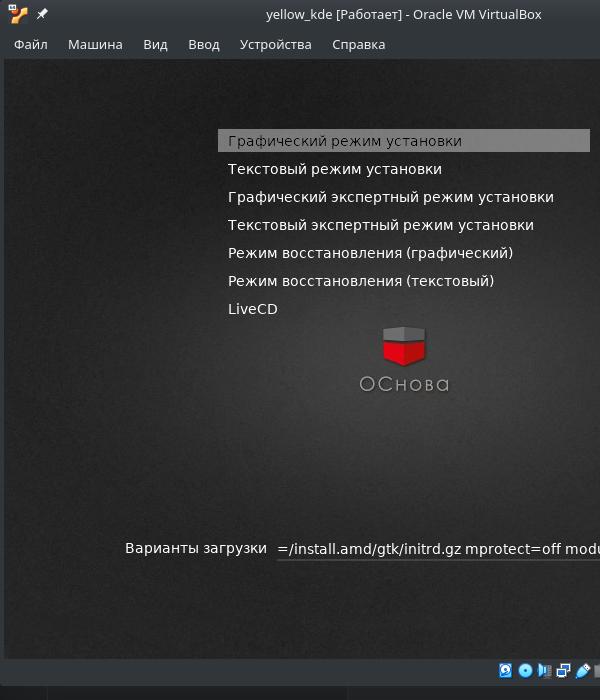 yellow_kde [Работает] - Oracle VM VirtualBox
Файл Машина Вид Ввод Устройства Справка
Графический режим установки
Текстовый режим установки
Графический экспертный режим установки
Текстовый экспертный режим установки
Режим восстановления (графический)
Режим восстановления (текстовый)
LiveCD
ОСнова
Варианты загрузки =/install.amd/gtk/initrd.gz mprotect=off